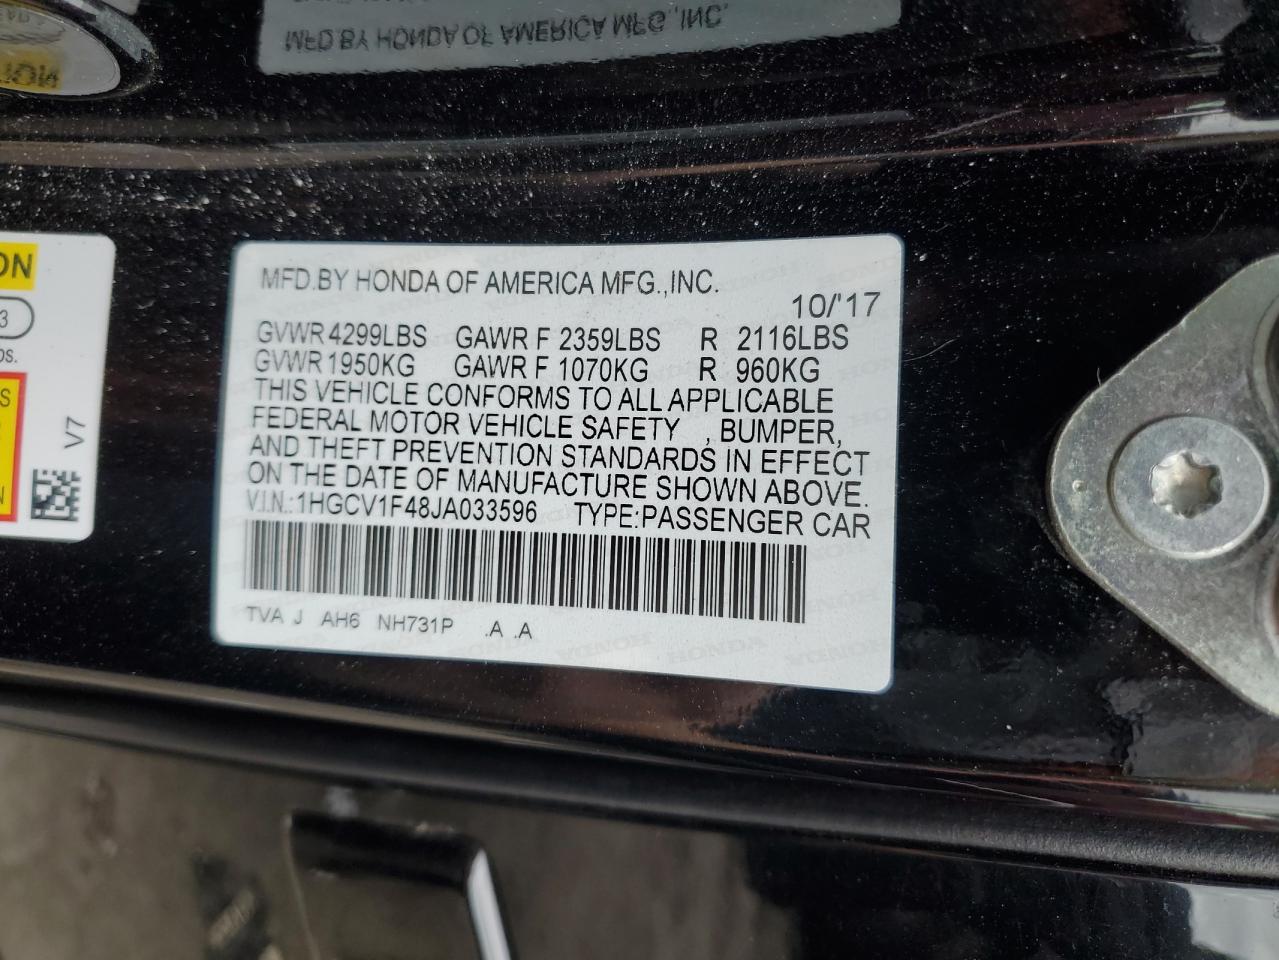 MFD.BY HONDA OF AMERICA MFG.,INC.
MFD.BY HONDA OF AMERICA MFG.,INC.
10/'17
GVWR 4299LBS GAWR F 2359LBS R 2116LBS
GVWR 1950KG GAWR F 1070KG R 960KG
THIS VEHICLE CONFORMS TO ALL APPLICABLE
FEDERAL MOTOR VEHICLE SAFETY , BUMPER,
AND THEFT PREVENTION STANDARDS IN EFFECT
ON THE DATE OF MANUFACTURE SHOWN ABOVE.
V.I.N.:1HGCV1F48JA033596 TYPE:PASSENGER CAR
TVA J AH6 NH731P .A .A
HONDA HONDA HONDA
V7